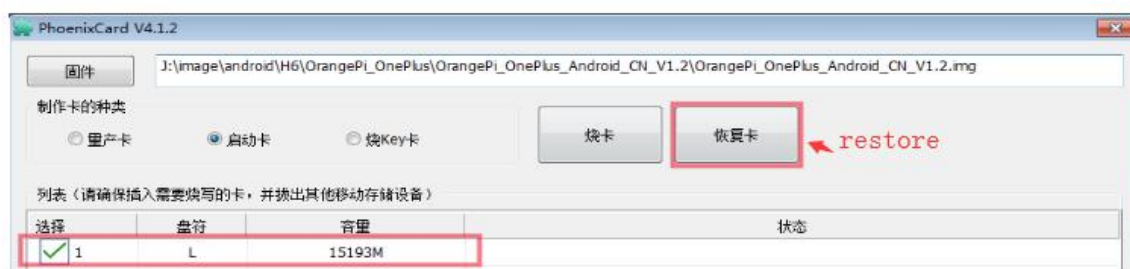 PhoenixCard V4.1.2
固件 J:\image\android\H6\OrangePi_OnePlus\OrangePi_OnePlus_Android_CN_V1.2\OrangePi_OnePlus_Android_CN_V1.2.img
制作卡的种类
量产卡 启动卡 烧Key卡 烧卡 恢复卡 restore
列表（请确保插入需要烧写的卡，并拔出其他移动存储设备）
选择 盘符 容量 状态
1 L 15193M